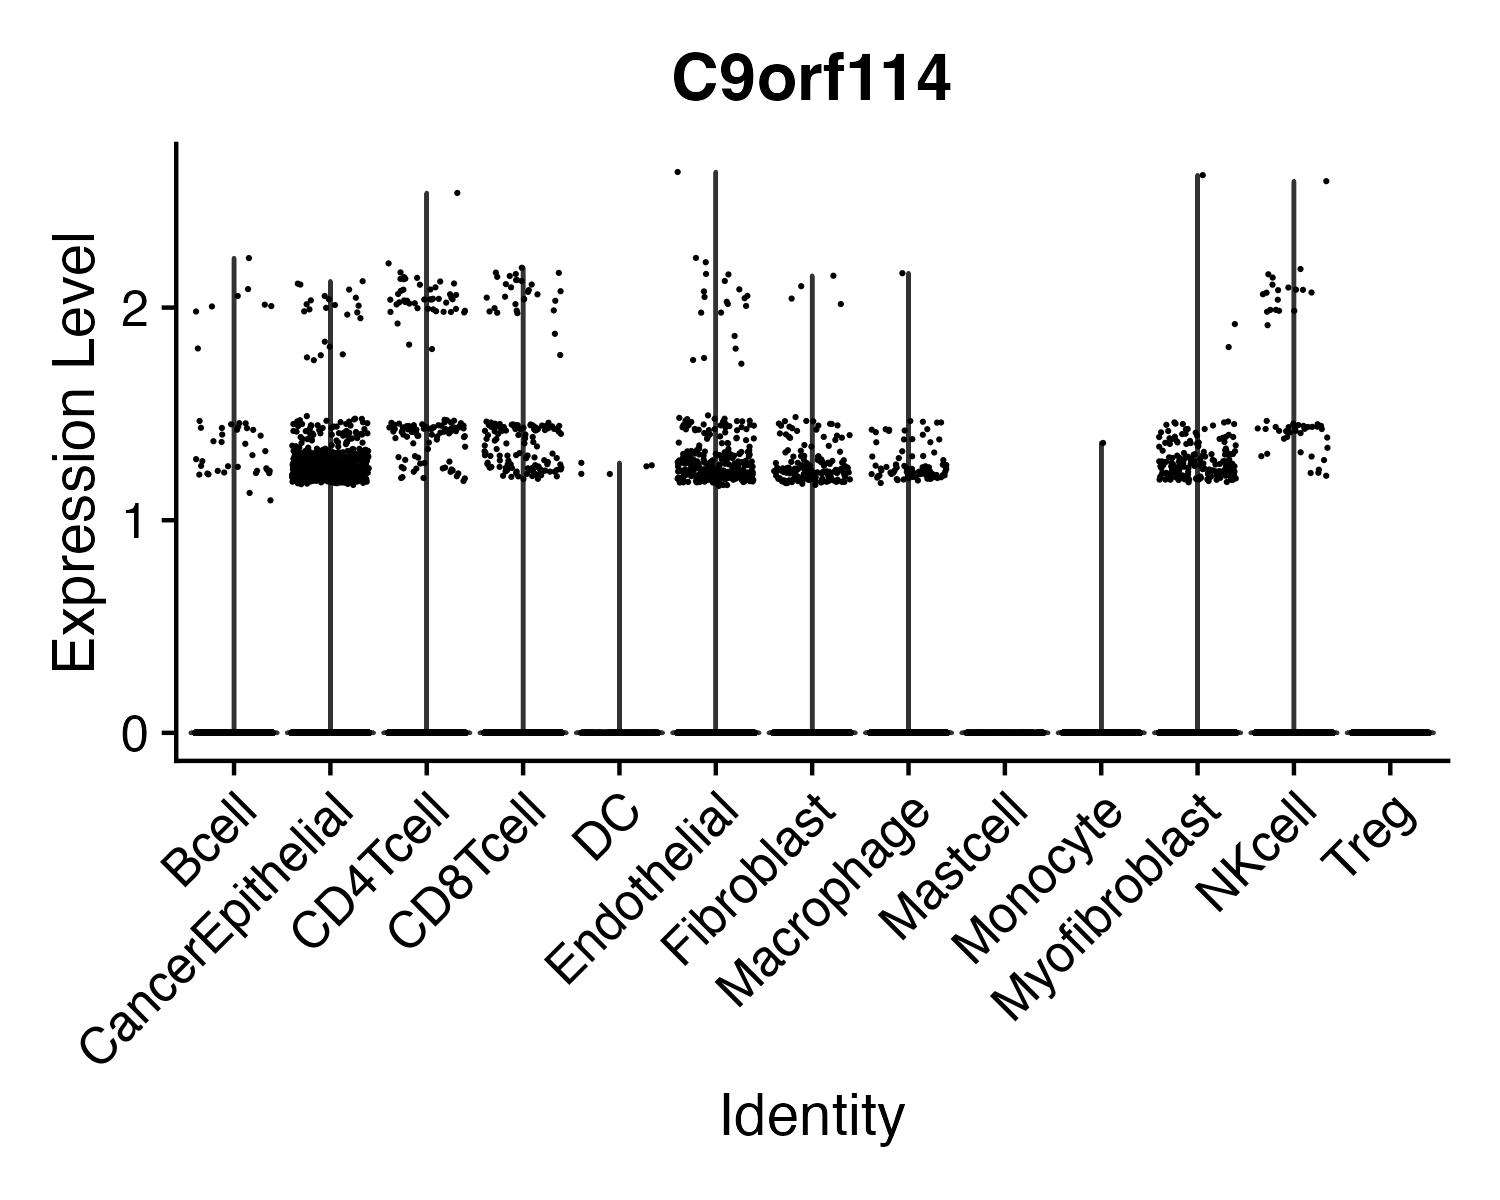 C9orf114
Expression Level
2
1
0
Bcell
CancerEpithelial
CD4Tcell
CD8Tcell
DC
Endothelial
Fibroblast
Macrophage
Mastcell
Monocyte
Myofibroblast
NKcell
Treg
Identity